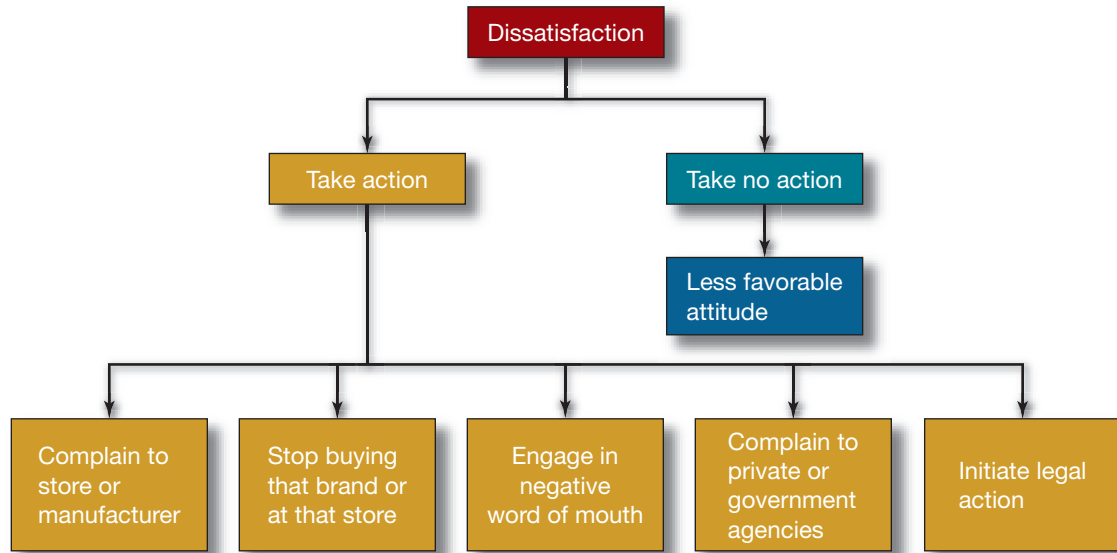 Dissatisfaction
Take action
Take no action
Less favorable
attitude
Complain to
store or
manufacturer
Stop buying
that brand or
at that store
Engage in
negative
word of mouth
Complain to
private or
government
agencies
Initiate legal
action